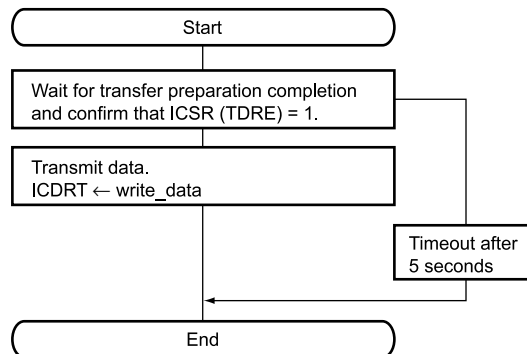 Start
Wait for transfer preparation completion
and confirm that ICSR (TDRE) = 1.
Transmit data.
ICDRT ← write_data
Timeout after
5 seconds
End